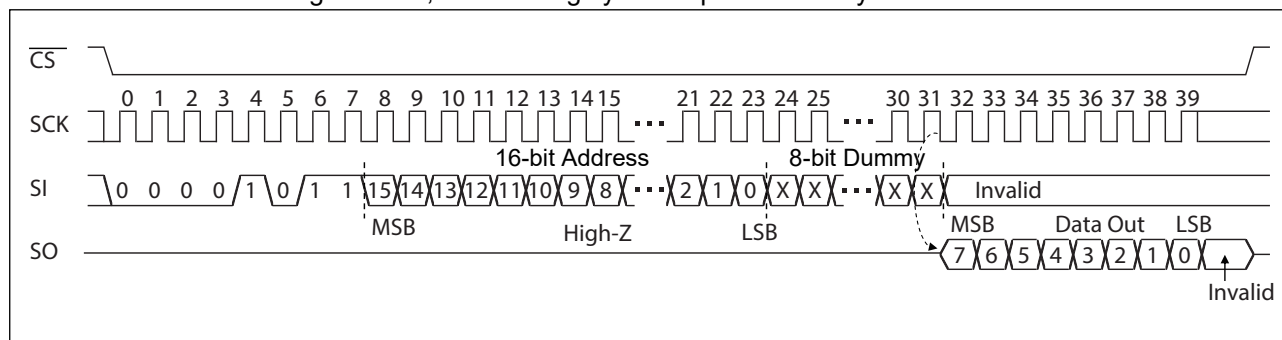 CS
0 1 2 3 4 5 6 7 8 9 10 11 12 13 14 15 21 22 23 24 25 30 31 32 33 34 35 36 37 38 39
SCK
16-bit Address 8-bit Dummy
SI 0 0 0 0 1 0 1 1 15 14 13 12 11 10 9 8 2 1 0 X X X X Invalid
MSB High-Z LSB MSB Data Out LSB
SO 7 6 5 4 3 2 1 0
Invalid